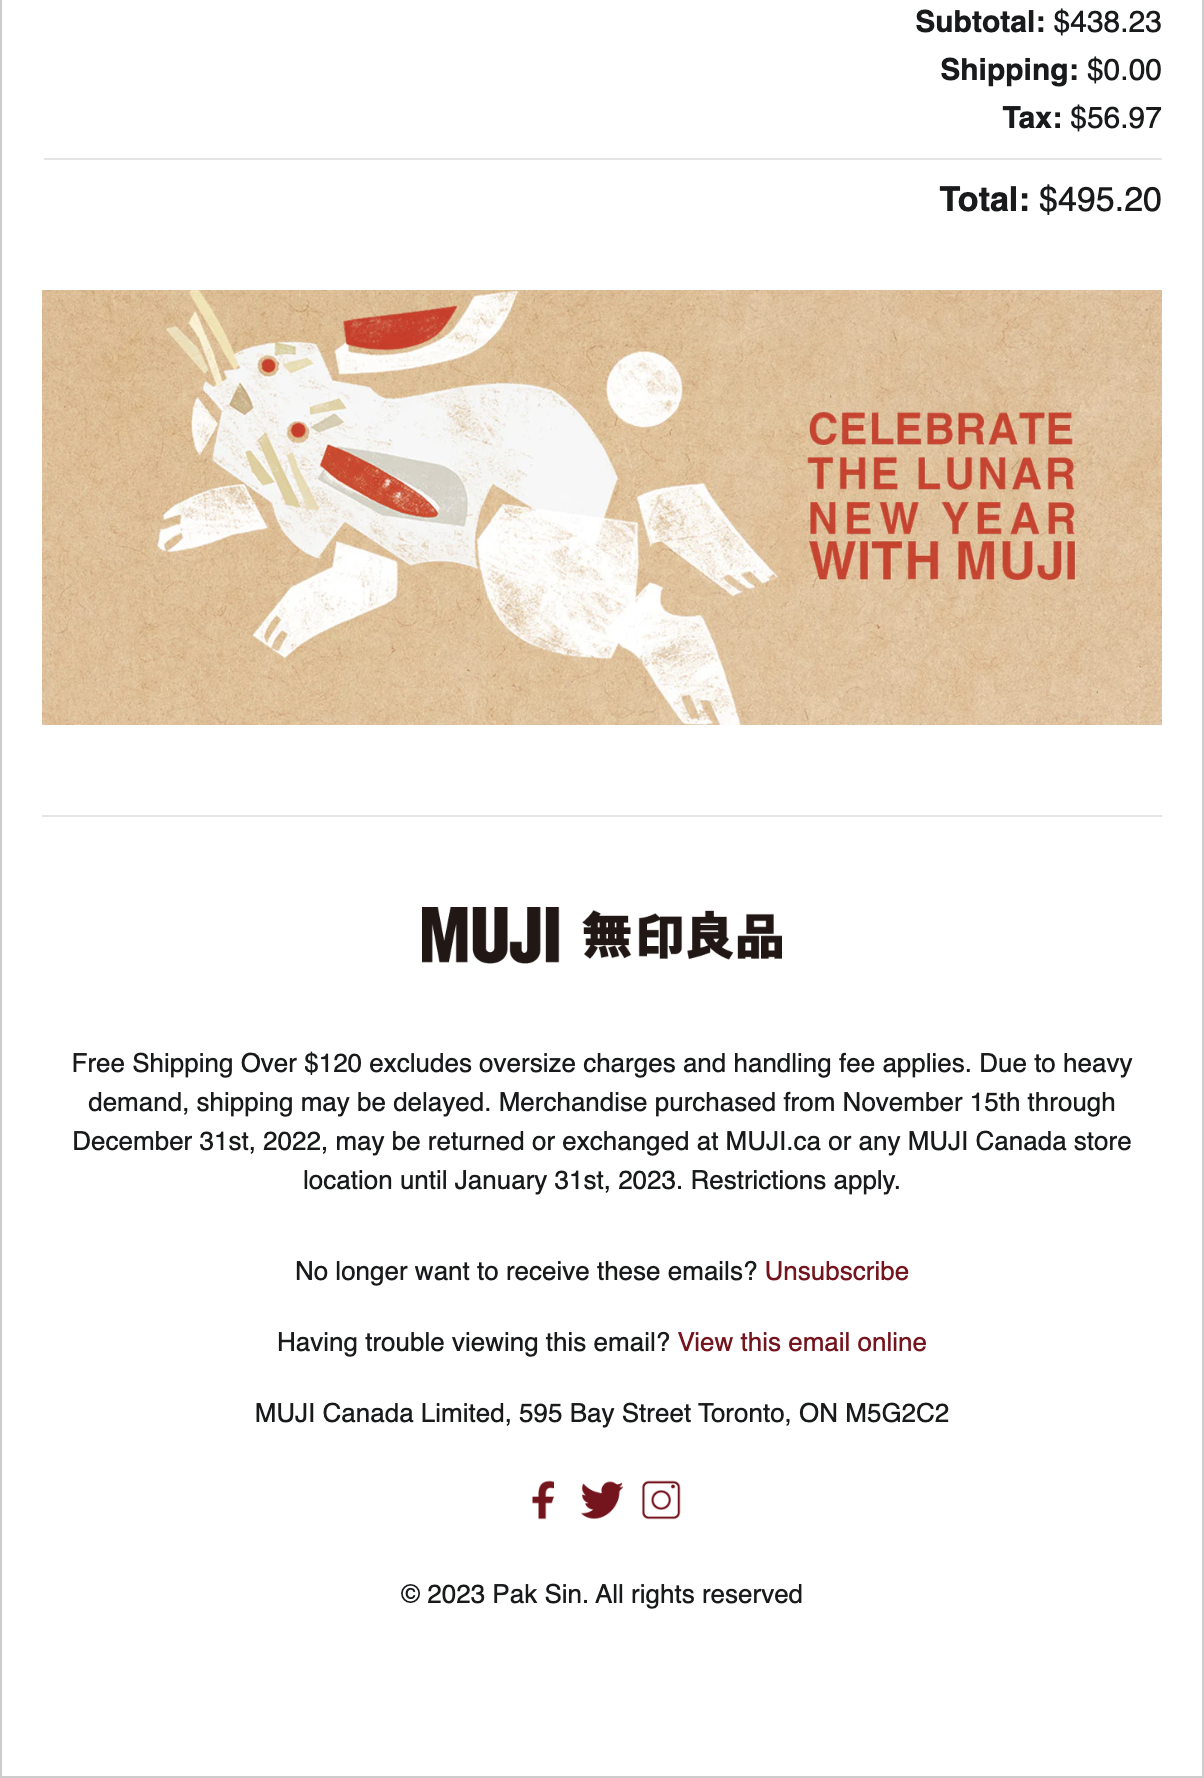 Subtotal: $438.23
Shipping: $0.00
Tax: $56.97
Total: $495.20
CELEBRATE
THE LUNAR
NEW YEAR
WITH MUJI
MUJI 無印良品
Free Shipping Over $120 excludes oversize charges and handling fee applies. Due to heavy
demand, shipping may be delayed. Merchandise purchased from November 15th through
December 31st, 2022, may be returned or exchanged at MUJI.ca or any MUJI Canada store
location until January 31st, 2023. Restrictions apply.
No longer want to receive these emails? Unsubscribe
Having trouble viewing this email? View this email online
MUJI Canada Limited, 595 Bay Street Toronto, ON M5G2C2
© 2023 Pak Sin. All rights reserved